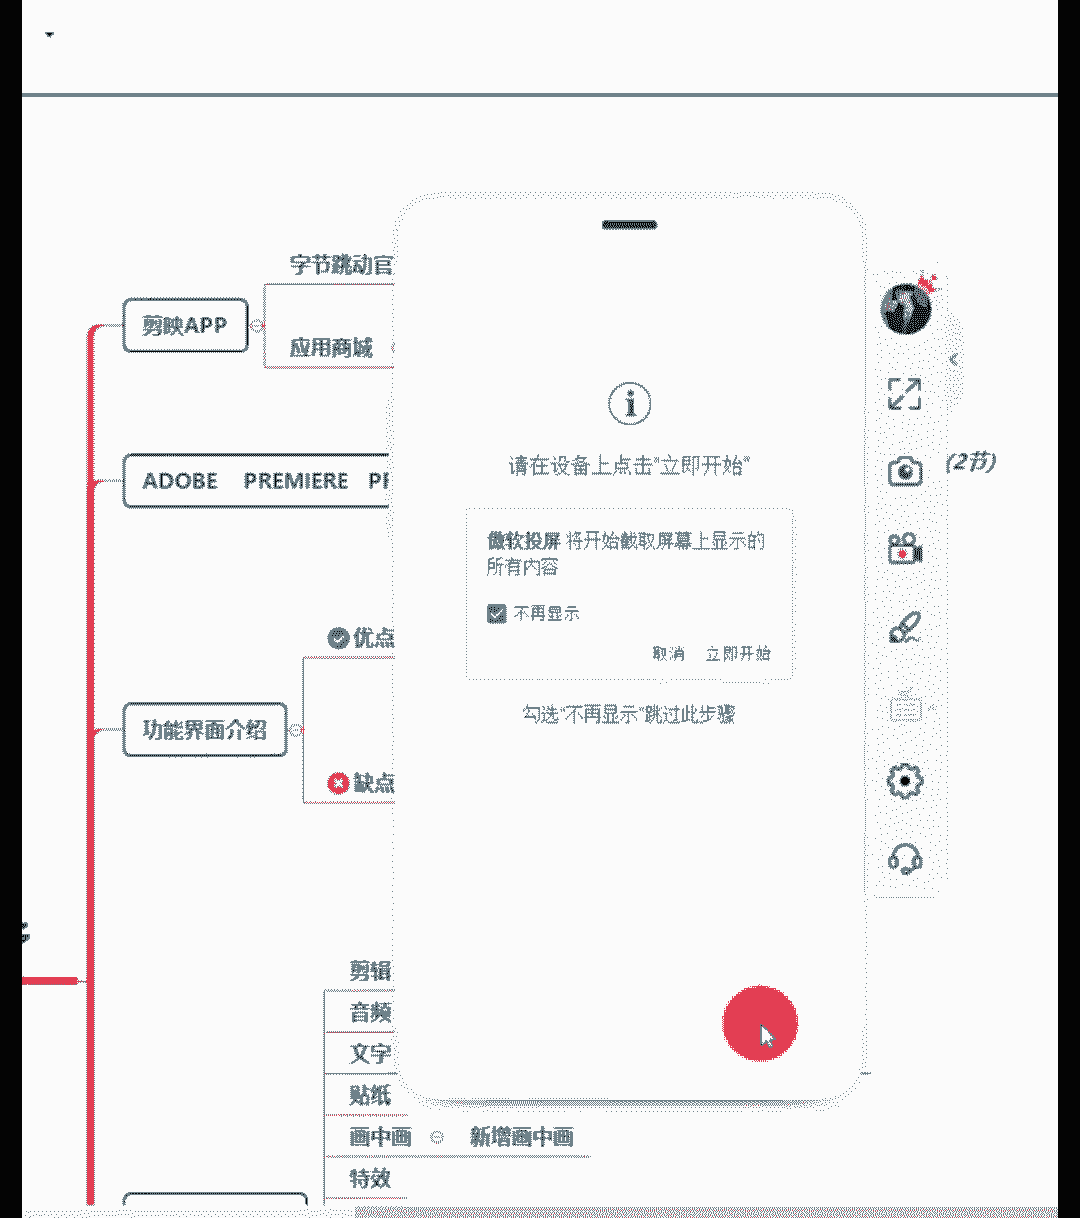 字节跳动官
剪映APP
应用商城
ADOBE PREMIERE
(2节)
请在设备上点击"立即开始"
傲软投屏 将开始截取屏幕上显示的
所有内容
不再显示
取消 立即开始
勾选"不再显示"跳过此步骤
优点
功能界面介绍
缺点
剪辑
音频
文字
贴纸
画中画 新增画中画
特效